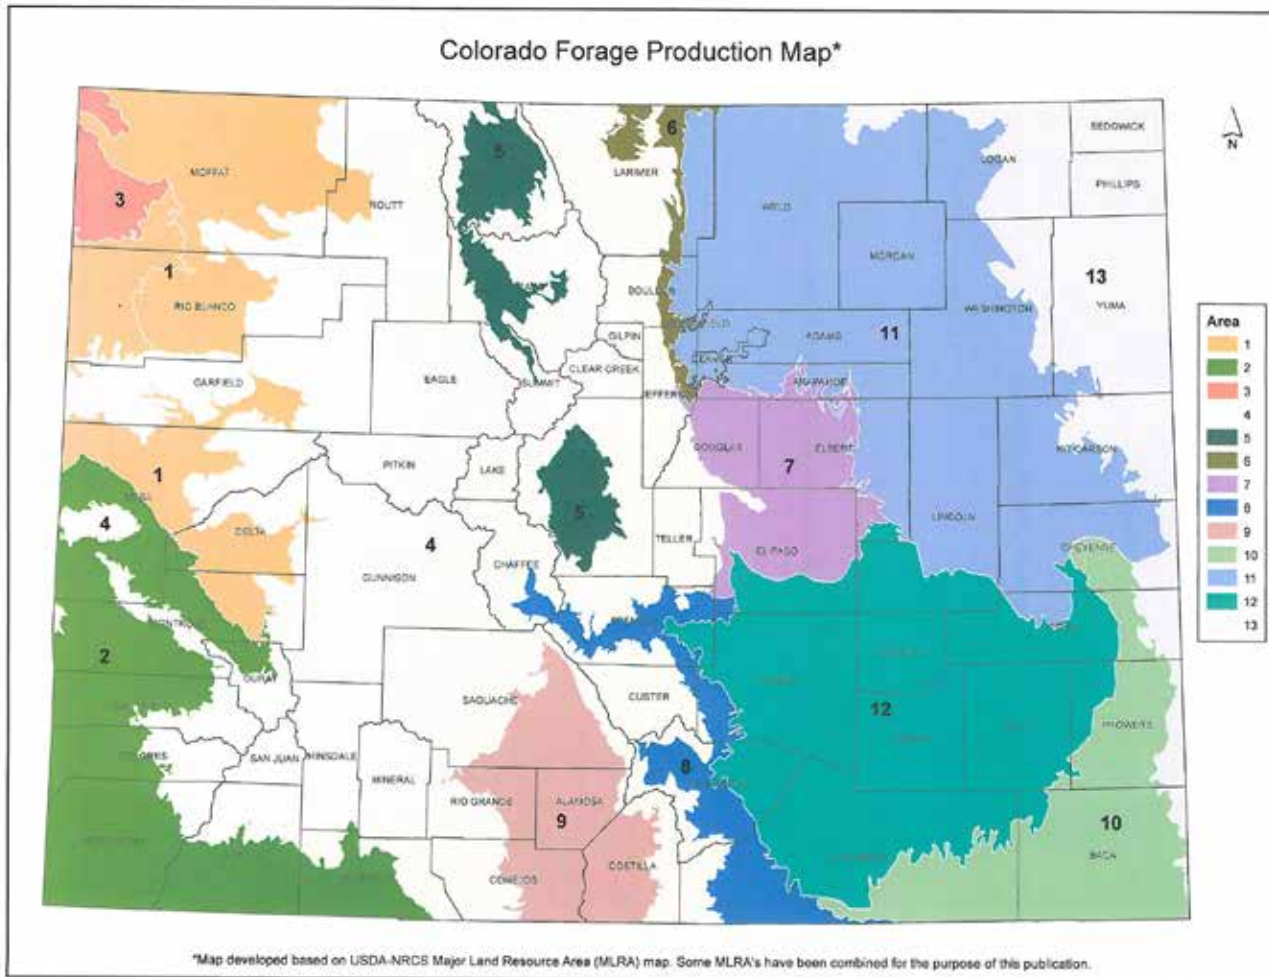 Colorado Forage Production Map*
N
SEDGWICK
LOGAN
6
5
LARIMER
MOFFAT
PHILLIPS
3
ROUTT
WELD
MORGAN
1
13
RIO BLANCO
BOULDER
WASHINGTON
YUMA
GILPIN
ADAMS
11
CLEAR CREEK
EAGLE
GARFIELD
SUMMIT
ARAPAHOE
JEFFERS
DOUGLAS
ELBERT
KIT CARSON
PITKIN
LAKE
7
1
MESA
4
5
DELTA
4
TELLER
LINCOLN
EL PASO
CHEYENNE
CHAFFEE
GUNNISON
2
OURAY
SAGUACHE
CUSTER
12
PROWERS
DOLORES
SAN JUAN
HINSDALE
MINERAL
8
RIO GRANDE
ALAMOSA
9
10
BACA
CONEJOS
COSTILLA
Area
1
2
3
4
5
6
7
8
9
10
11
12
13
*Map developed based on USDA-NRCS Major Land Resource Area (MLRA) map. Some MLRA's have been combined for the purpose of this publication.